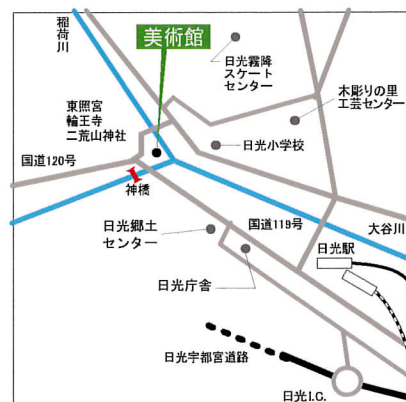 稲荷川
美術館
日光霧降
スケート
センター
木彫りの里
工芸センター
東照宮
輪王寺
二荒山神社
日光小学校
国道120号
神橋
日光郷土
センター
国道119号
大谷川
日光駅
日光庁舎
日光宇都宮道路
日光I.C.